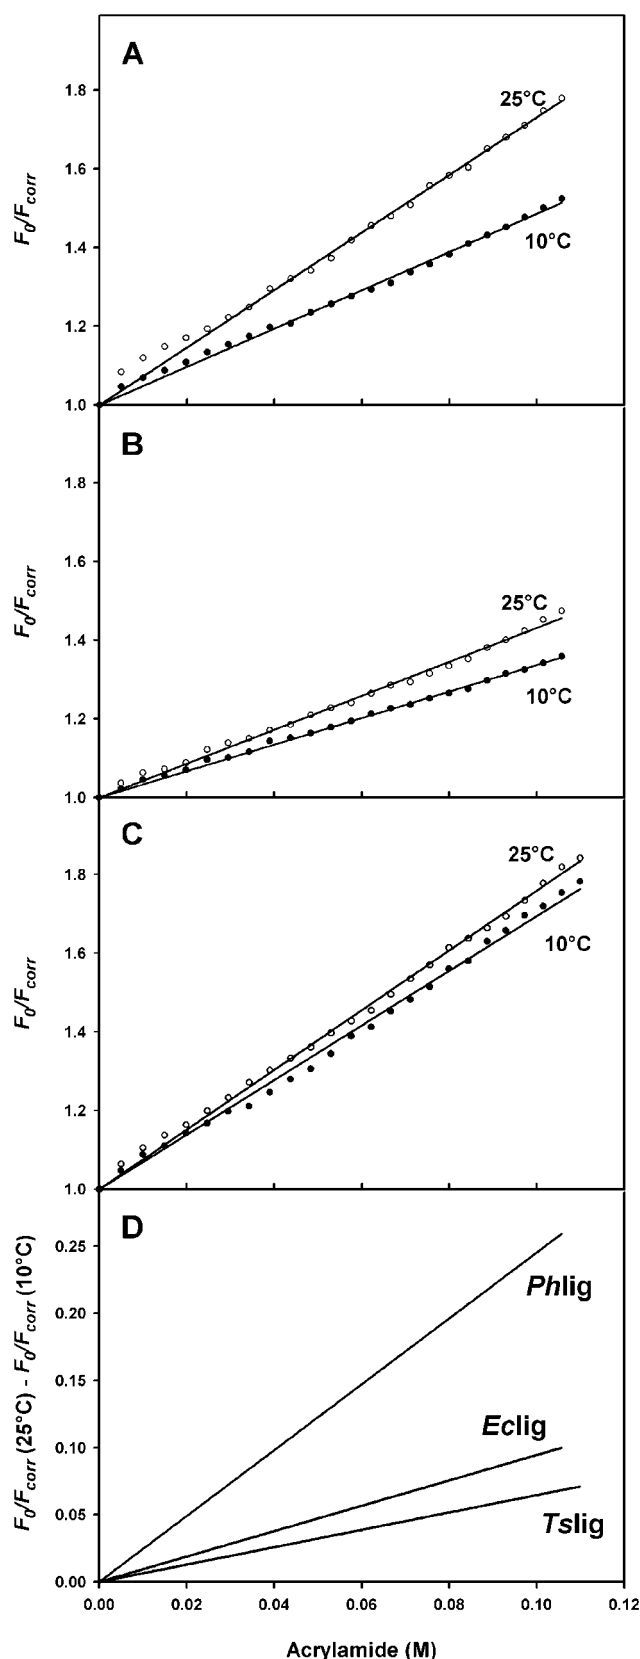 A
25°C
10°C
F0/Fcorr
1.8
1.6
1.4
1.2
1.0
B
25°C
10°C
F0/Fcorr
1.8
1.6
1.4
1.2
1.0
C
25°C
10°C
F0/Fcorr
1.8
1.6
1.4
1.2
1.0
D
Phlig
Eclig
Tslig
F0/Fcorr (25°C) - F0/Fcorr (10°C)
0.25
0.20
0.15
0.10
0.05
0.00
0.00 0.02 0.04 0.06 0.08 0.10 0.12
Acrylamide (M)